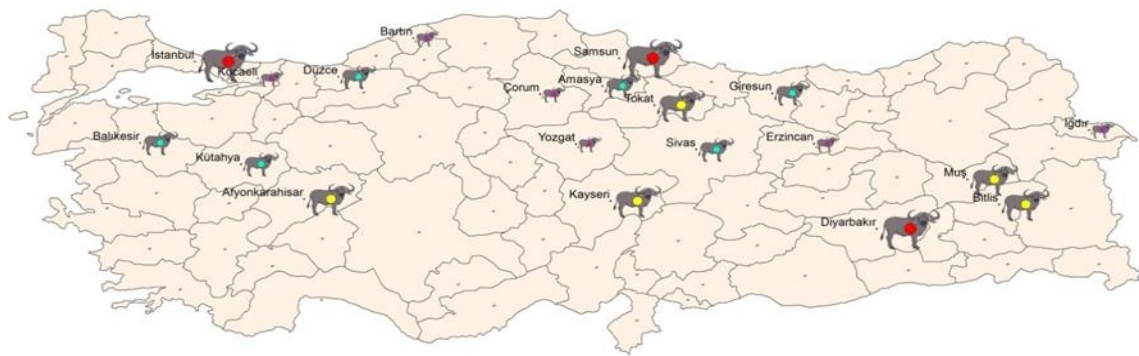 Bartın
İstanbul
Samsun
Kocaeli
Düzce
Amasya
Giresun
Çorum
Tokat
Iğdır
Balıkesir
Yozgat
Sivas
Erzincan
Kütahya
Muş
Afyonkarahisar
Kayseri
Bitlis
Diyarbakır